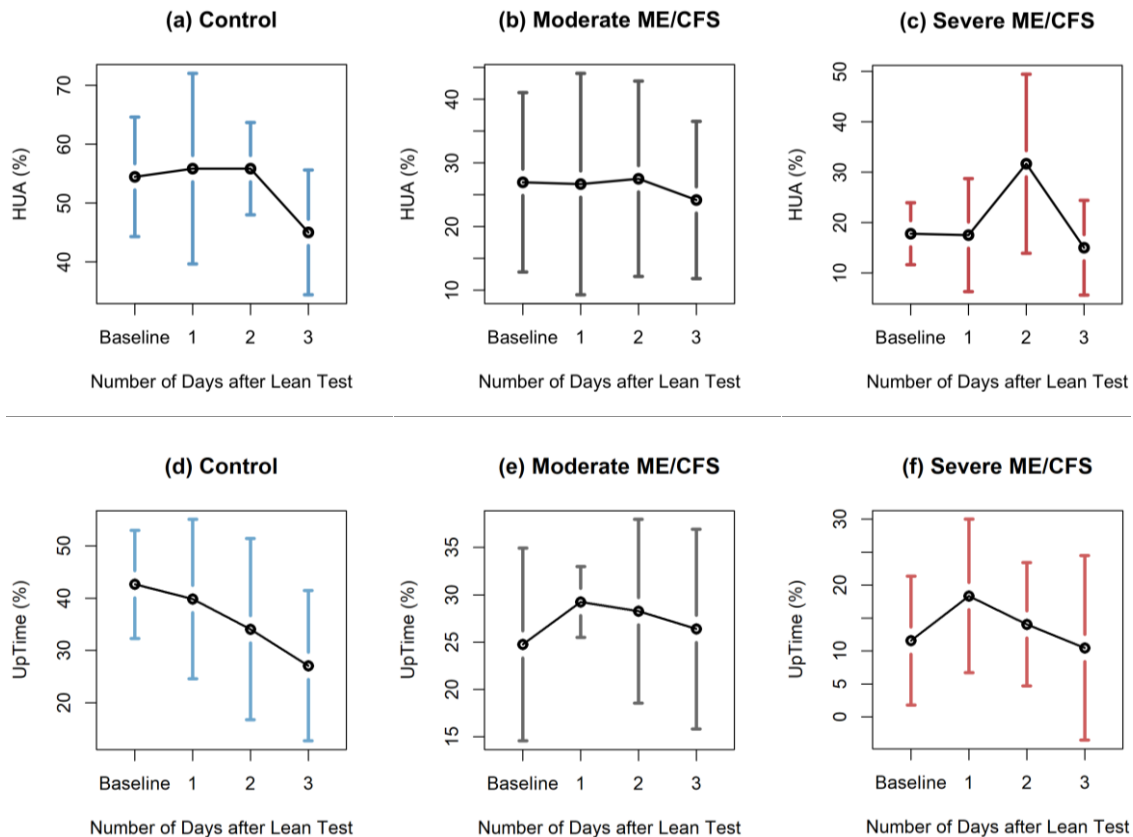 (a) Control
(b) Moderate ME/CFS
(c) Severe ME/CFS
HUA (%)
70
60
50
40
Baseline 1 2 3
Number of Days after Lean Test
HUA (%)
40
30
20
10
Baseline 1 2 3
Number of Days after Lean Test
HUA (%)
50
40
30
20
10
Baseline 1 2 3
Number of Days after Lean Test
(d) Control
(e) Moderate ME/CFS
(f) Severe ME/CFS
UpTime (%)
50
40
30
20
Baseline 1 2 3
Number of Days after Lean Test
UpTime (%)
35
30
25
20
15
Baseline 1 2 3
Number of Days after Lean Test
UpTime (%)
30
20
10
5
0
Baseline 1 2 3
Number of Days after Lean Test